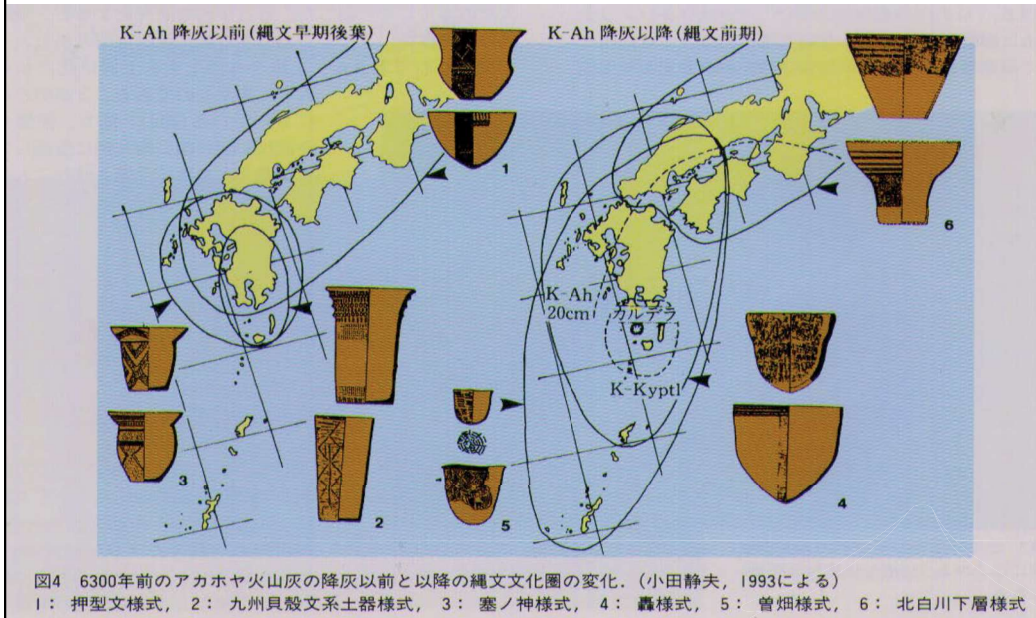 K-Ah 降灰以前(縄文早期後葉)
K-Ah 降灰以降(縄文前期)
1
6
K-Ah
20cm
カルデラ
K-Kyptl
3
2
5
4
図4 6300年前のアカホヤ火山灰の降灰以前と以降の縄文文化圏の変化.(小田静夫, 1993による)
1: 押型文様式, 2: 九州貝殻文系土器様式, 3: 塞ノ神様式, 4: 轟様式, 5: 曽畑様式, 6: 北白川下層様式